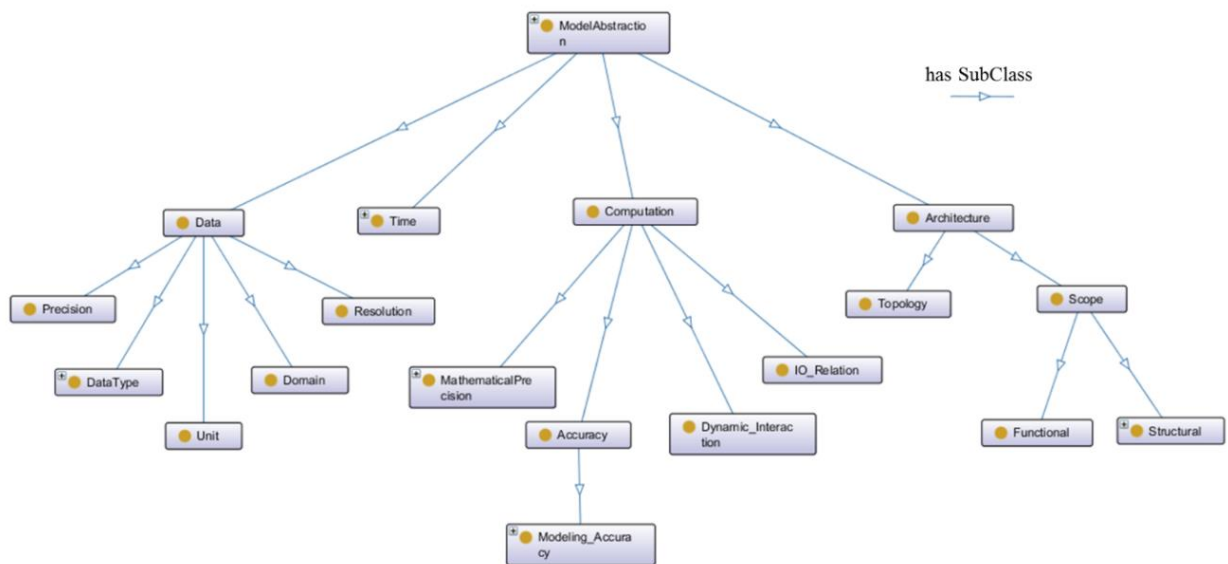 ModelAbstractio
n
has SubClass
Data
Time
Computation
Architecture
Precision
Resolution
Topology
Scope
DataType
Domain
MathematicalPre
cision
IO_Relation
Unit
Accuracy
Dynamic_Interac
tion
Functional
Structural
Modeling_Accura
cy